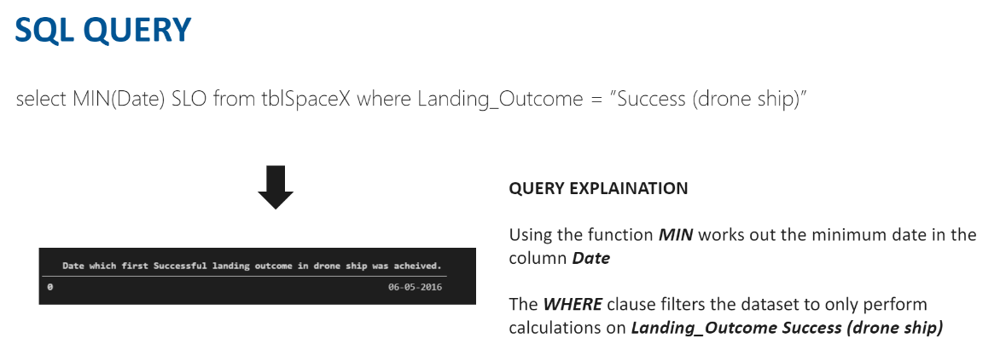 SQL QUERY
select MIN(Date) SLO from tblSpaceX where Landing_Outcome = "Success (drone ship)"
Date which first Successful landing outcome in drone ship was acheived.
0 06-05-2016
QUERY EXPLAINATION
Using the function MIN works out the minimum date in the
column Date
The WHERE clause filters the dataset to only perform
calculations on Landing_Outcome Success (drone ship)